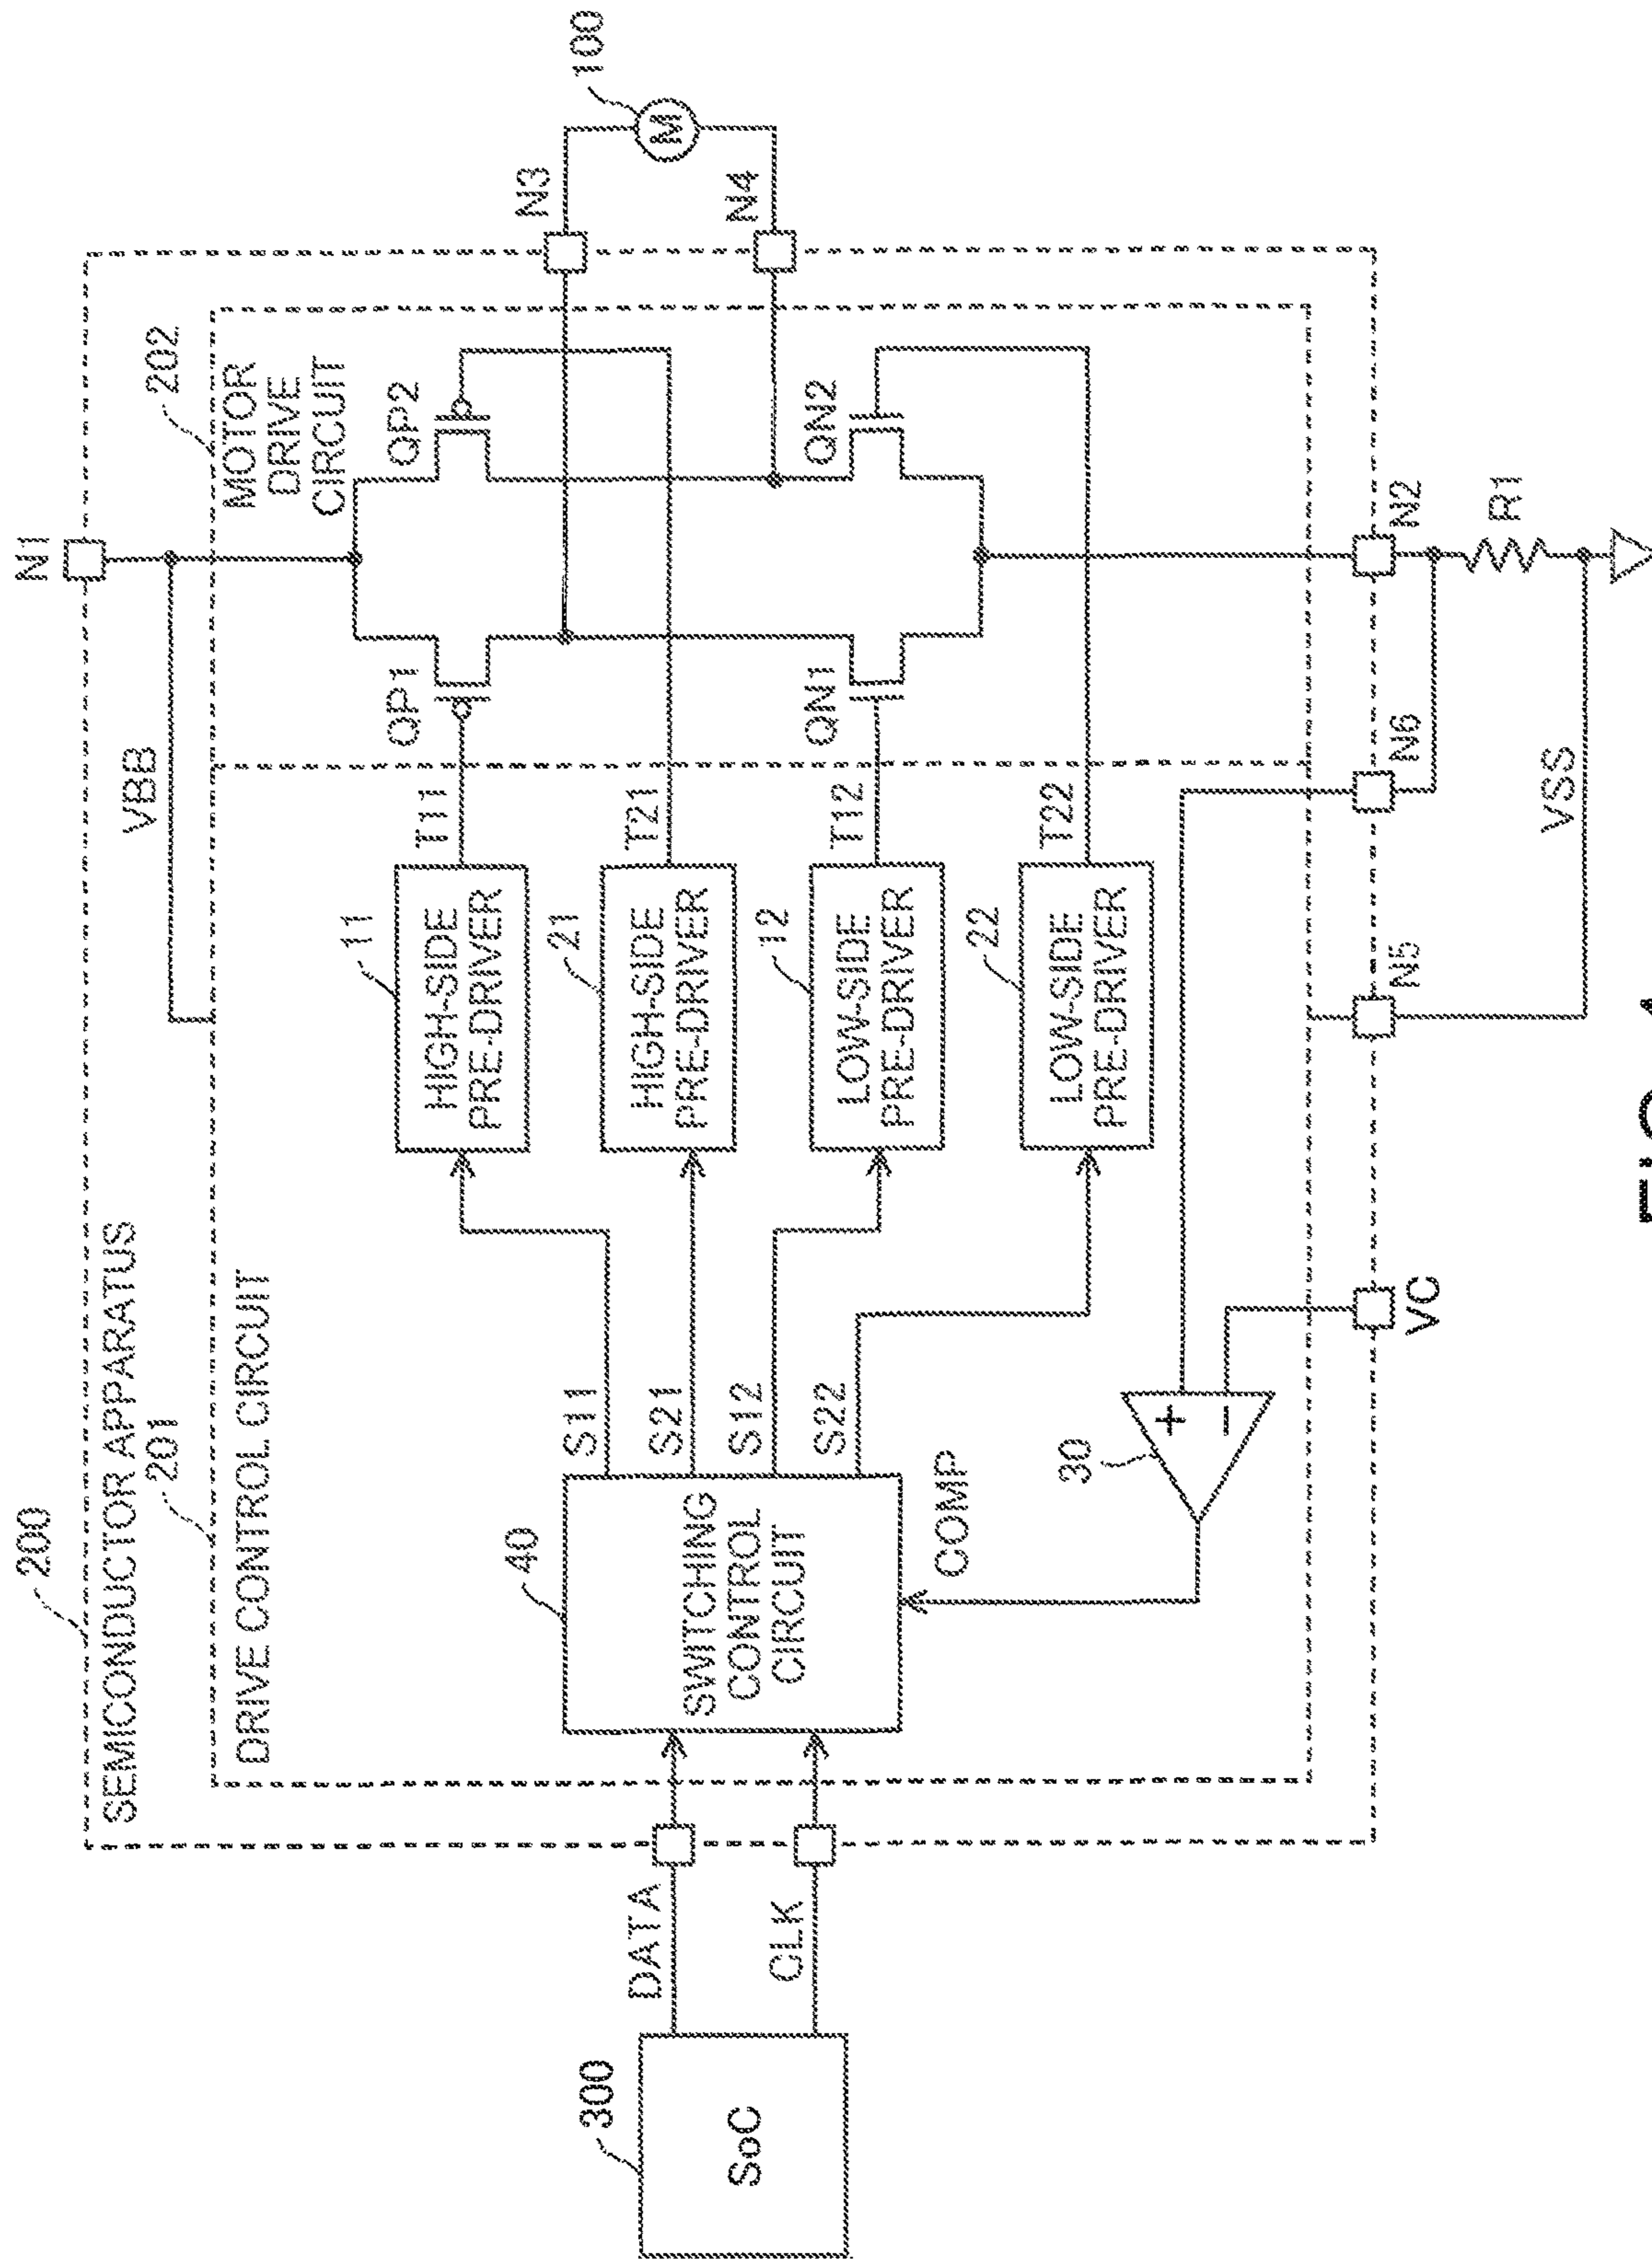 200
SEMICONDUCTOR APPARATUS
201
DRIVE CONTROL CIRCUIT
VBB
N1
202
MOTOR
DRIVE
CIRCUIT
300
SoC
DATA
CLK
40
SWITCHING
CONTROL
CIRCUIT
S11
S21
S12
S22
COMP
11
HIGH-SIDE
PRE-DRIVER
T11
21
HIGH-SIDE
PRE-DRIVER
T21
12
LOW-SIDE
PRE-DRIVER
T12
22
LOW-SIDE
PRE-DRIVER
T22
QP1
QP2
QN1
QN2
N3
N4
100
M
30
+
−
VC
N5
N6
N2
R1
VSS